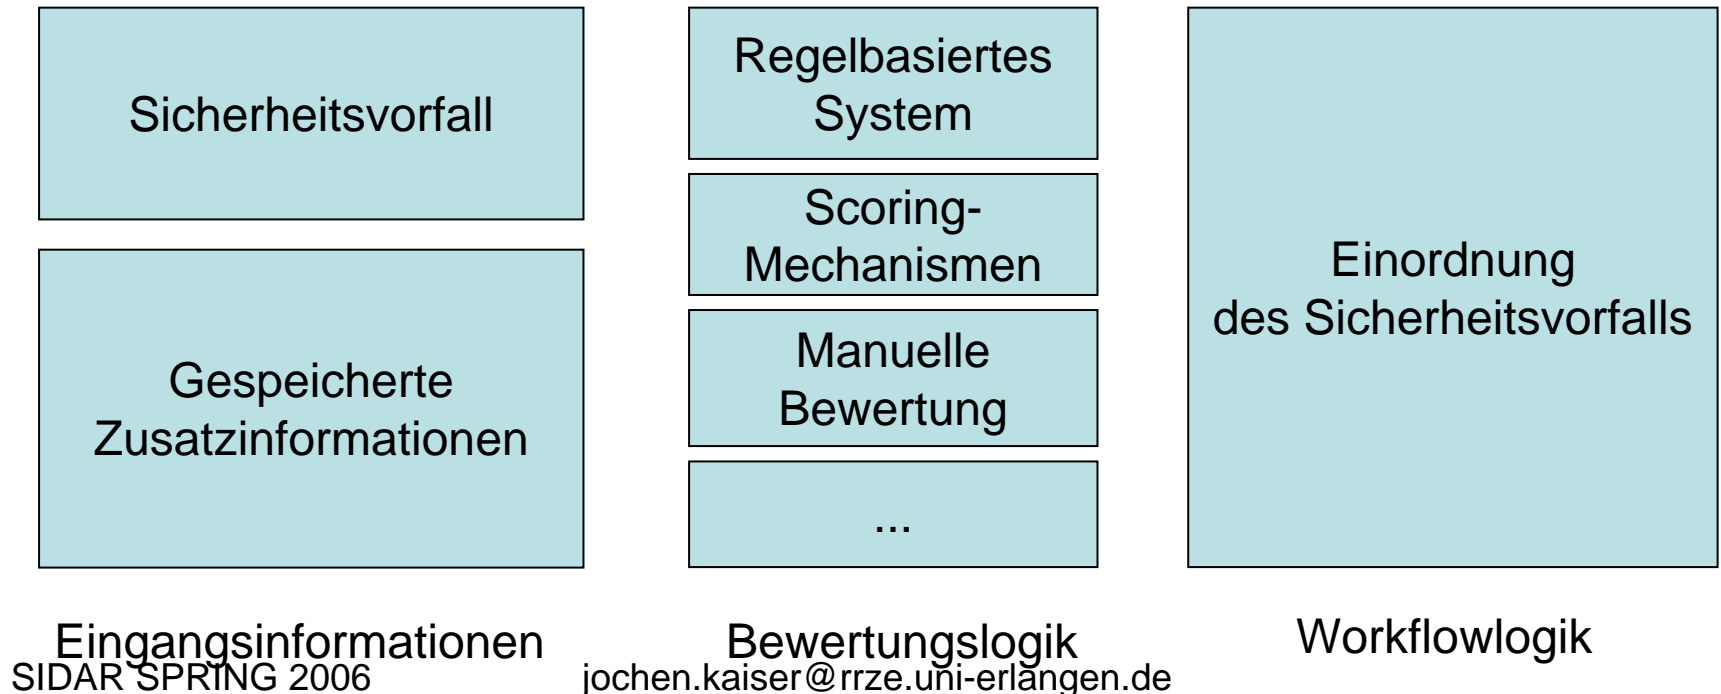 Sicherheitsvorfall
Gespeicherte
Zusatzinformationen
Eingangsinformationen
Regelbasiertes
System
Scoring-
Mechanismen
Manuelle
Bewertung
...
Bewertungslogik
Einordnung
des Sicherheitsvorfalls
Workflowlogik
SIDAR SPRING 2006
jochen.kaiser@rrze.uni-erlangen.de